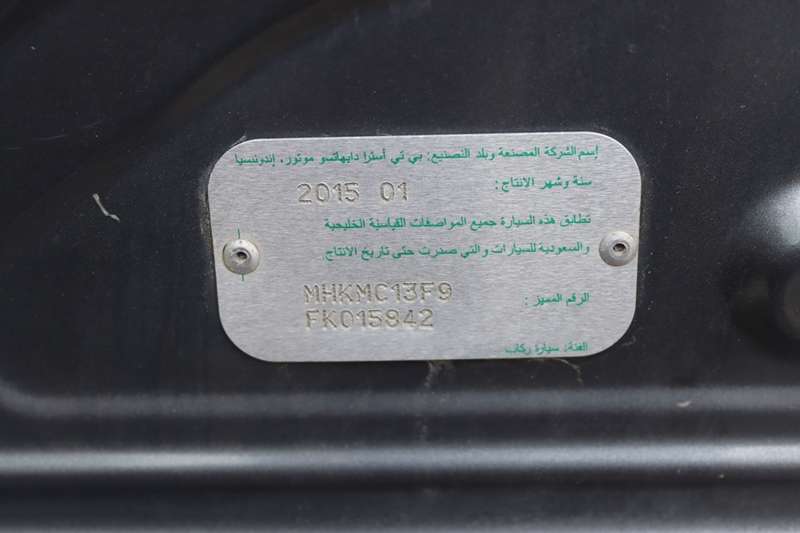 إسم الشركة المصنعة وبلد التصنيع: بي تي أسترا دايهاتسو موتور، إندونسيا
سنة وشهر الانتاج: 2015 01
تطابق هذه السيارة جميع المواصفات القياسية الخليجية
والسعودية للسيارات والتي صدرت حتى تاريخ الانتاج.
الرقم المميز : MHKMC13F9
FK015842
الفئة: سيارة ركاب